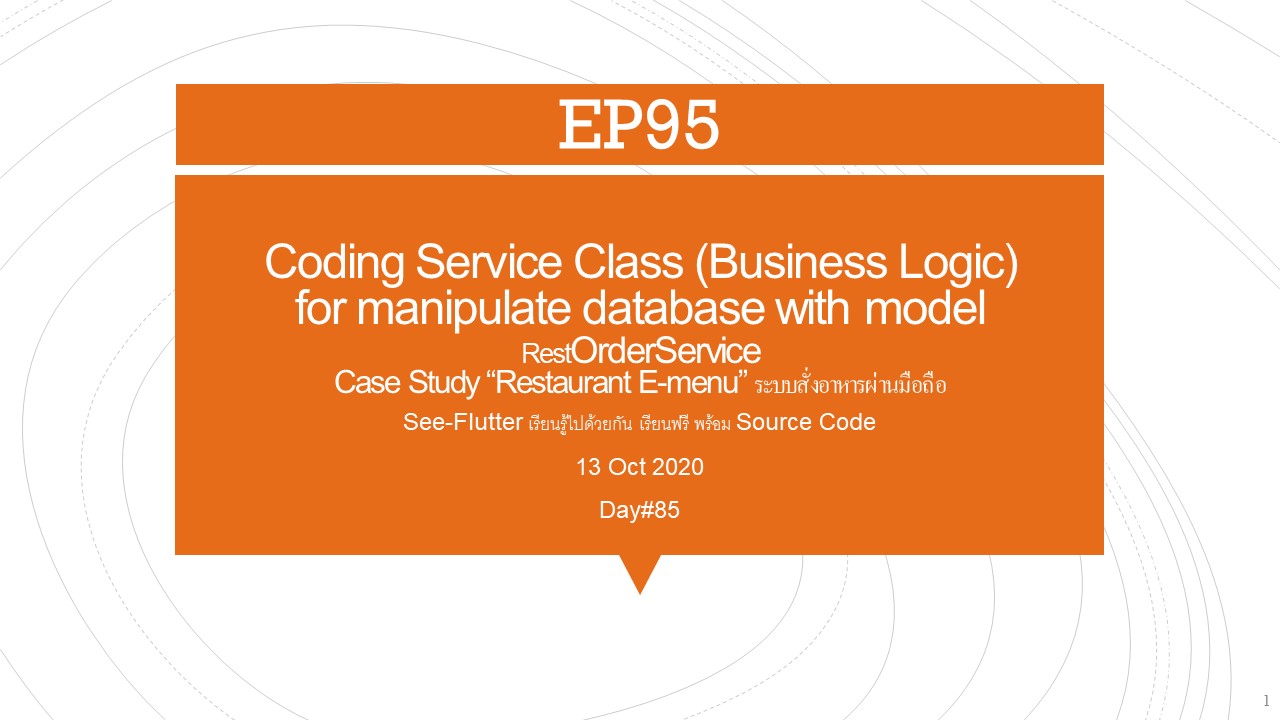 EP95
Coding Service Class (Business Logic)
for manipulate database with model
RestOrderService
Case Study “Restaurant E-menu” ระบบสั่งอาหารผ่านมือถือ
See-Flutter เรียนรู้ไปด้วยกัน เรียนฟรี พร้อม Source Code
13 Oct 2020
Day#85
1